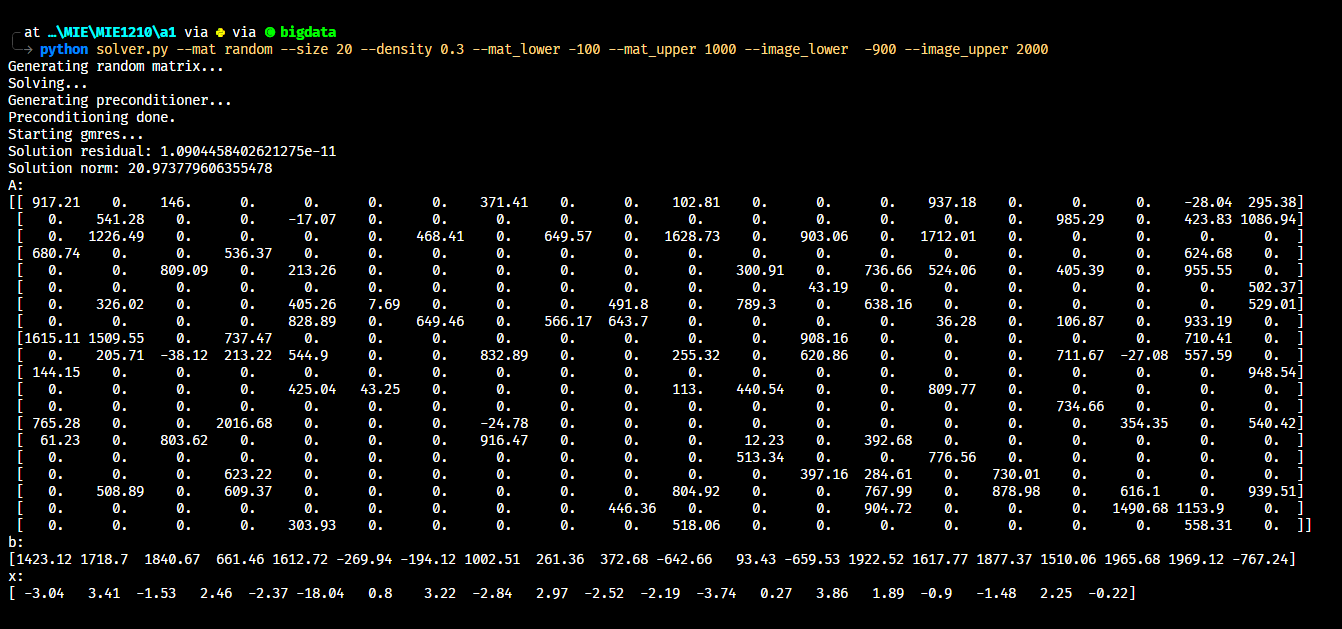 at …\MIE\MIE1210\a1 via via bigdata
→ python solver.py --mat random --size 20 --density 0.3 --mat_lower -100 --mat_upper 1000 --image_lower  -900 --image_upper 2000
Generating random matrix...
Solving...
Generating preconditioner...
Preconditioning done.
Starting gmres...
Solution residual: 1.0904458402621275e-11
Solution norm: 20.973779606355478
A:
[[ 917.21    0.    146.      0.      0.      0.      0.    371.41    0.      0.    102.81    0.      0.      0.    937.18    0.      0.      0.    -28.04  295.38]
 [   0.    541.28    0.      0.    -17.07    0.      0.      0.      0.      0.      0.      0.      0.      0.      0.      0.    985.29    0.    423.83 1086.94]
 [   0.   1226.49    0.      0.      0.      0.    468.41    0.    649.57    0.   1628.73    0.    903.06    0.   1712.01    0.      0.      0.      0.      0.  ]
 [ 680.74    0.      0.    536.37    0.      0.      0.      0.      0.      0.      0.      0.      0.      0.      0.      0.      0.      0.    624.68    0.  ]
 [   0.      0.    809.09    0.    213.26    0.      0.      0.      0.      0.      0.    300.91    0.    736.66  524.06    0.    405.39    0.    955.55    0.  ]
 [   0.      0.      0.      0.      0.      0.      0.      0.      0.      0.      0.      0.     43.19    0.      0.      0.      0.      0.      0.    502.37]
 [   0.    326.02    0.      0.    405.26    7.69    0.      0.      0.    491.8     0.    789.3     0.    638.16    0.      0.      0.      0.      0.    529.01]
 [   0.      0.      0.      0.    828.89    0.    649.46    0.    566.17  643.7     0.      0.      0.      0.     36.28    0.    106.87    0.    933.19    0.  ]
 [1615.11 1509.55    0.    737.47    0.      0.      0.      0.      0.      0.      0.      0.    908.16    0.      0.      0.      0.      0.    710.41    0.  ]
 [   0.    205.71  -38.12  213.22  544.9     0.      0.    832.89    0.      0.    255.32    0.    620.86    0.      0.      0.    711.67  -27.08  557.59    0.  ]
 [ 144.15    0.      0.      0.      0.      0.      0.      0.      0.      0.      0.      0.      0.      0.      0.      0.      0.      0.      0.    948.54]
 [   0.      0.      0.      0.    425.04   43.25    0.      0.      0.      0.    113.    440.54    0.      0.    809.77    0.      0.      0.      0.      0.  ]
 [   0.      0.      0.      0.      0.      0.      0.      0.      0.      0.      0.      0.      0.      0.      0.      0.    734.66    0.      0.      0.  ]
 [ 765.28    0.      0.   2016.68    0.      0.      0.    -24.78    0.      0.      0.      0.      0.      0.      0.      0.      0.    354.35    0.    540.42]
 [  61.23    0.    803.62    0.      0.      0.      0.    916.47    0.      0.      0.     12.23    0.    392.68    0.      0.      0.      0.      0.      0.  ]
 [   0.      0.      0.      0.      0.      0.      0.      0.      0.      0.      0.    513.34    0.      0.    776.56    0.      0.      0.      0.      0.  ]
 [   0.      0.      0.    623.22    0.      0.      0.      0.      0.      0.      0.      0.    397.16  284.61    0.    730.01    0.      0.      0.      0.  ]
 [   0.    508.89    0.    609.37    0.      0.      0.      0.      0.      0.    804.92    0.      0.    767.99    0.    878.98    0.    616.1     0.    939.51]
 [   0.      0.      0.      0.      0.      0.      0.      0.      0.    446.36    0.      0.      0.    904.72    0.      0.      0.   1490.68 1153.9     0.  ]
 [   0.      0.      0.      0.    303.93    0.      0.      0.      0.      0.    518.06    0.      0.      0.      0.      0.      0.      0.    558.31    0.  ]]
b:
[1423.12 1718.7  1840.67  661.46 1612.72 -269.94 -194.12 1002.51  261.36  372.68 -642.66   93.43 -659.53 1922.52 1617.77 1877.37 1510.06 1965.68 1969.12 -767.24]
x:
[ -3.04   3.41  -1.53   2.46  -2.37 -18.04   0.8    3.22  -2.84   2.97  -2.52  -2.19  -3.74   0.27   3.86   1.89  -0.9   -1.48   2.25  -0.22]